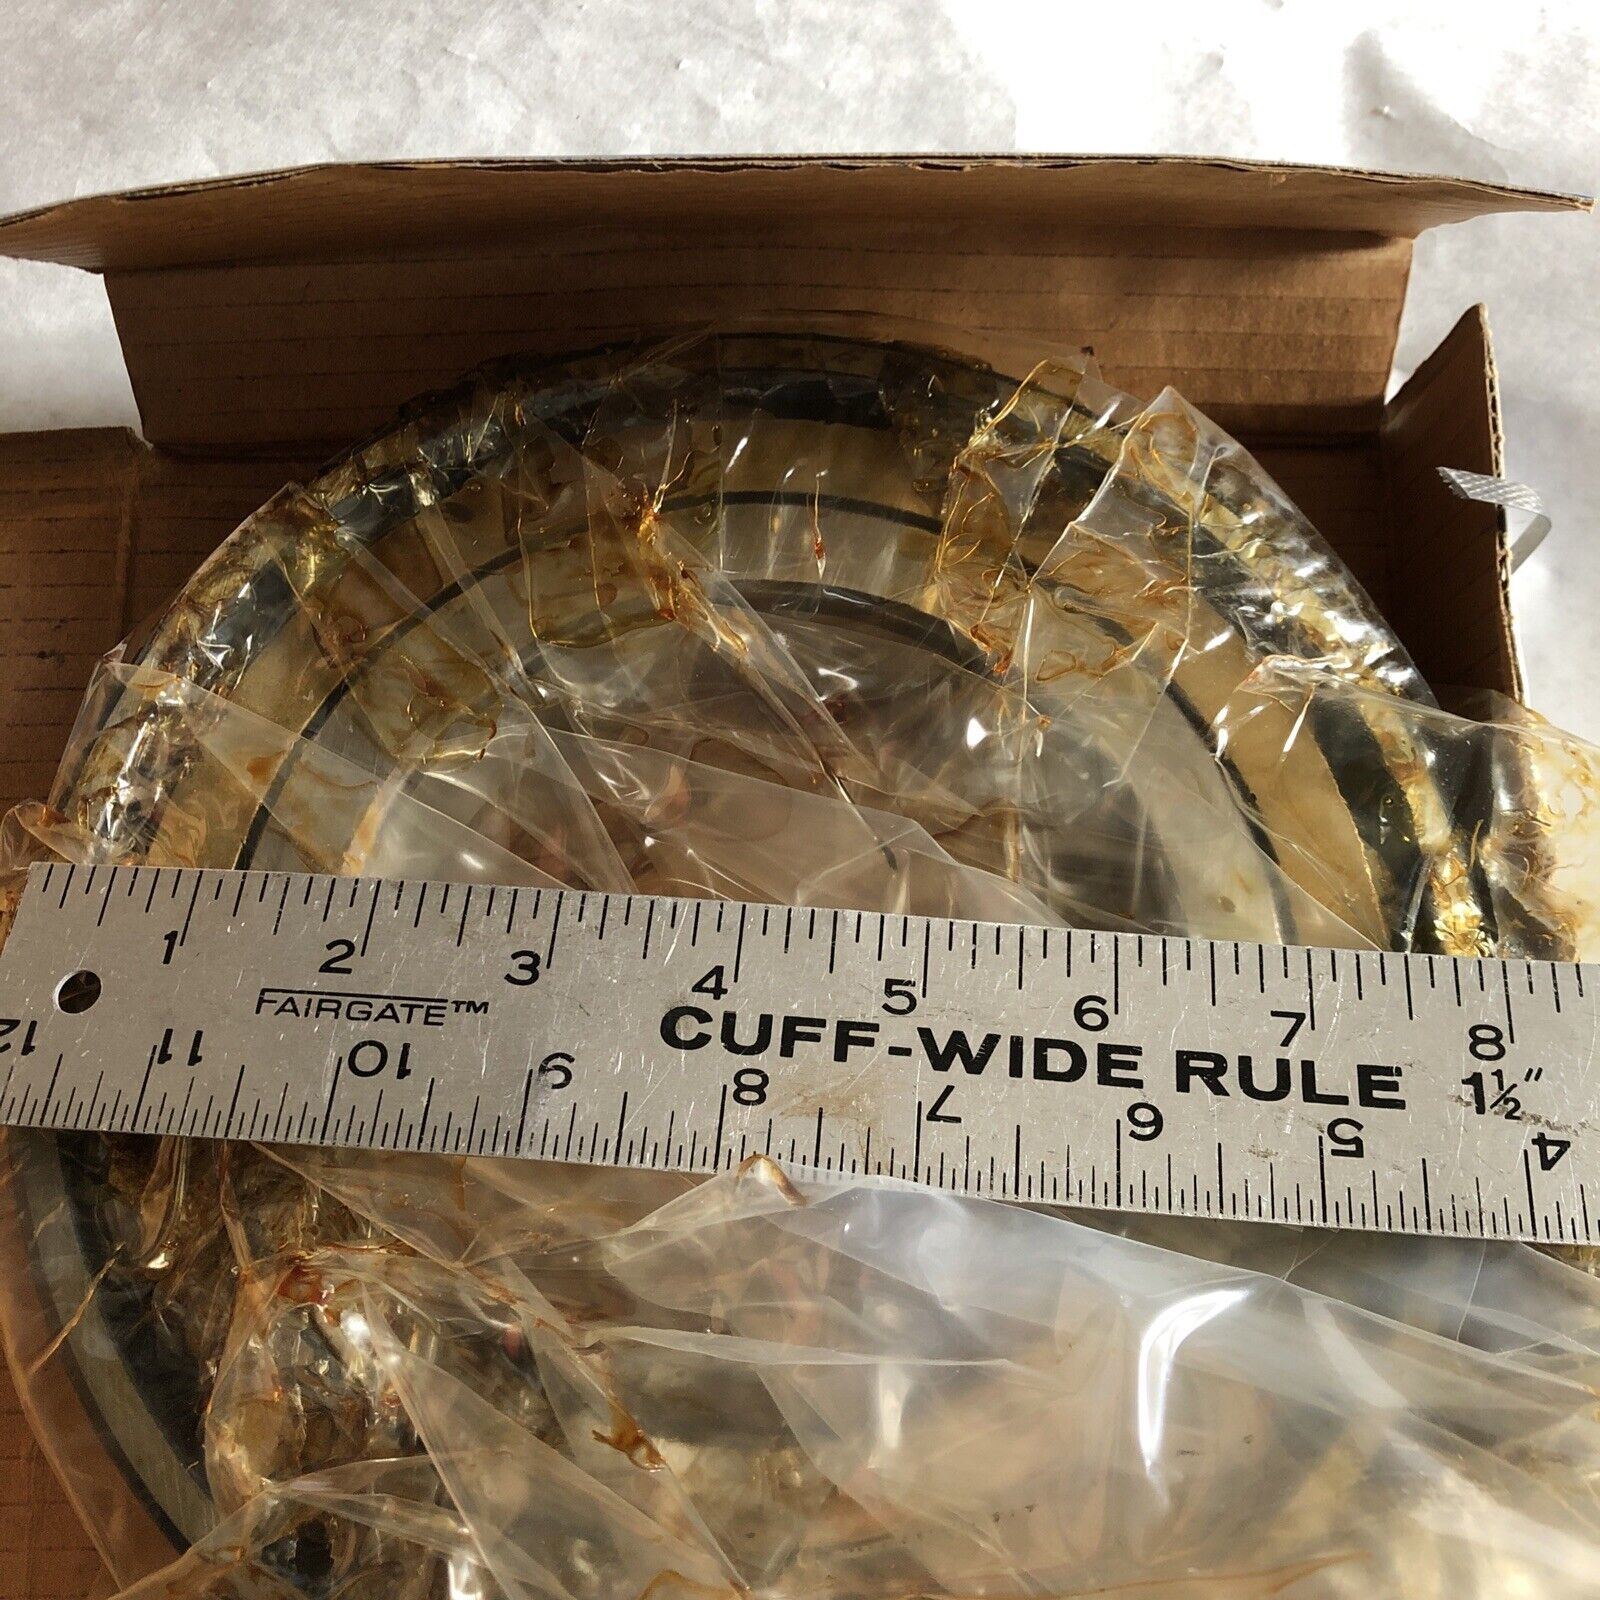 1 2 3 4 5 6 7 8
FAIRGATE™
CUFF-WIDE RULE 1½"
12 11 10 9 8 7 6 5 4